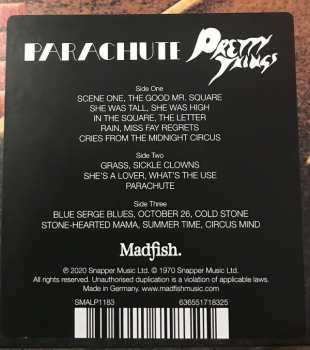 PARACHUTE PRETTY THINGS
Side One
SCENE ONE, THE GOOD MR. SQUARE
SHE WAS TALL, SHE WAS HIGH
IN THE SQUARE, THE LETTER
RAIN, MISS FAY REGRETS
CRIES FROM THE MIDNIGHT CIRCUS
Side Two
GRASS, SICKLE CLOWNS
SHE'S A LOVER, WHAT'S THE USE
PARACHUTE
Side Three
BLUE SERGE BLUES, OCTOBER 26, COLD STONE
STONE-HEARTED MAMA, SUMMER TIME, CIRCUS MIND
Madfish.
℗ 2020 Snapper Music Ltd. © 1970 Snapper Music Ltd.
All rights reserved. Unauthorised duplication is a violation of applicable laws.
Made in Germany. www.madfishmusic.com
SMALP1183 636551718325